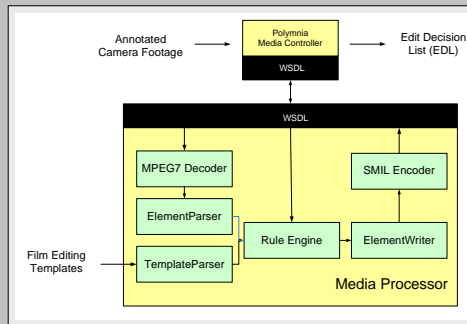 Annotated
Camera Footage
Polymnia
Media Controller
WSDL
Edit Decision
List (EDL)
WSDL
MPEG7 Decoder
SMIL Encoder
ElementParser
Rule Engine
ElementWriter
Film Editing
Templates
TemplateParser
Media Processor